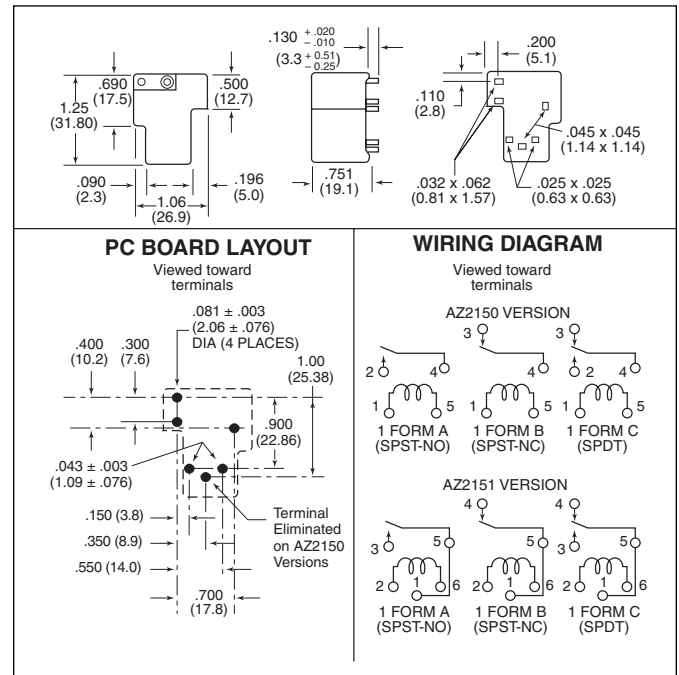 .690
(17.5)
1.25
(31.80)
.500
(12.7)
.090
(2.3)
1.06
(26.9)
.196
(5.0)
.130 + .020 - .010
(3.3 + 0.51 - 0.25)
.751
(19.1)
.200
(5.1)
.110
(2.8)
.045 x .045
(1.14 x 1.14)
.032 x .062
(0.81 x 1.57)
.025 x .025
(0.63 x 0.63)
PC BOARD LAYOUT
Viewed toward
terminals
.081 ± .003
(2.06 ± .076)
DIA (4 PLACES)
.400
(10.2)
.300
(7.6)
1.00
(25.38)
.900
(22.86)
.043 ± .003
(1.09 ± .076)
.150 (3.8)
.350 (8.9)
.550 (14.0)
.700
(17.8)
Terminal
Eliminated
on AZ2150
Versions
WIRING DIAGRAM
Viewed toward
terminals
AZ2150 VERSION
2 4
1 5
1 FORM A
(SPST-NO)
3
4
1 5
1 FORM B
(SPST-NC)
3
2 4
1 5
1 FORM C
(SPDT)
AZ2151 VERSION
3 5
2 1 6
1 FORM A
(SPST-NO)
4
5
2 1 6
1 FORM B
(SPST-NC)
4
3 5
2 1 6
1 FORM C
(SPDT)